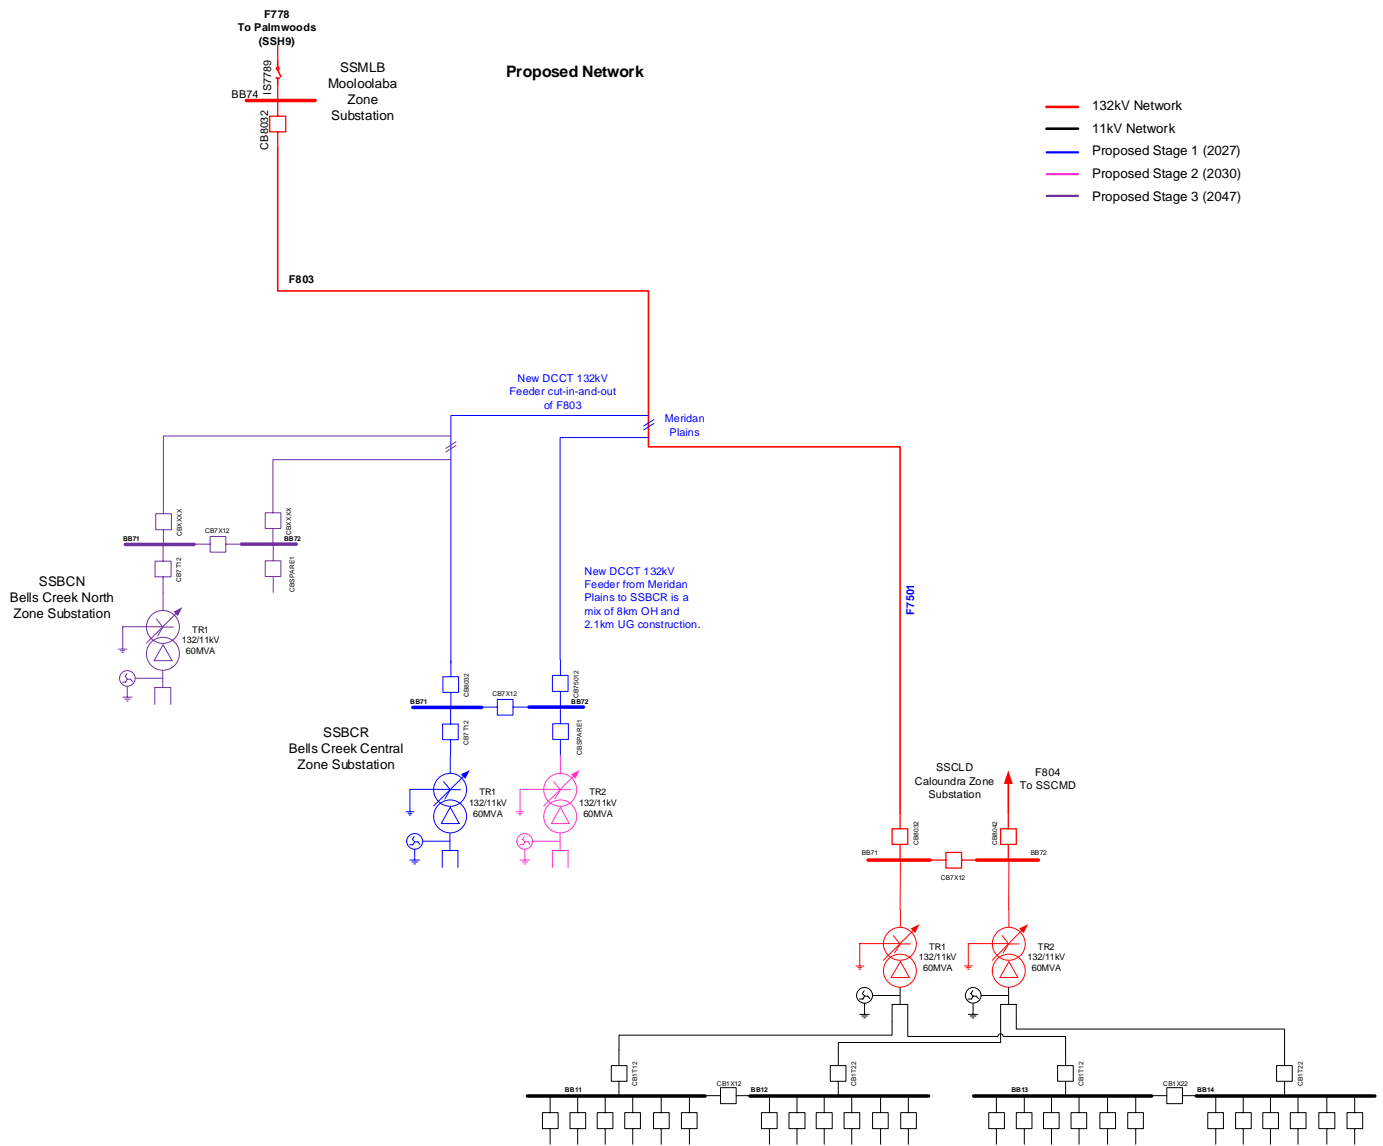 F778
To Palmwoods
(SSH9)
IS7789
BB74
CB8032
SSMLB
Mooloolaba
Zone
Substation
Proposed Network
132kV Network
11kV Network
Proposed Stage 1 (2027)
Proposed Stage 2 (2030)
Proposed Stage 3 (2047)
F803
New DCCT 132kV
Feeder cut-in-and-out
of F803
Meridan
Plains
CBXXXX
CBXXXX
BB71
CB7X12
BB72
CB7T12
CBSPARE1
SSBCN
Bells Creek North
Zone Substation
TR1
132/11kV
60MVA
New DCCT 132kV
Feeder from Meridan
Plains to SSBCR is a
mix of 8km OH and
2.1km UG construction.
F7501
CB8032
CB75012
BB71
CB7X12
BB72
CB7T12
CBSPARE1
SSBCR
Bells Creek Central
Zone Substation
TR1
132/11kV
60MVA
TR2
132/11kV
60MVA
SSCLD
Caloundra Zone
Substation
F804
To SSCMD
CB8032
CB8042
BB71
CB7X12
BB72
TR1
132/11kV
60MVA
TR2
132/11kV
60MVA
CB1T12
CB1T22
CB1T12
CB1T22
BB11
CB1X12
BB12
BB13
CB1X22
BB14